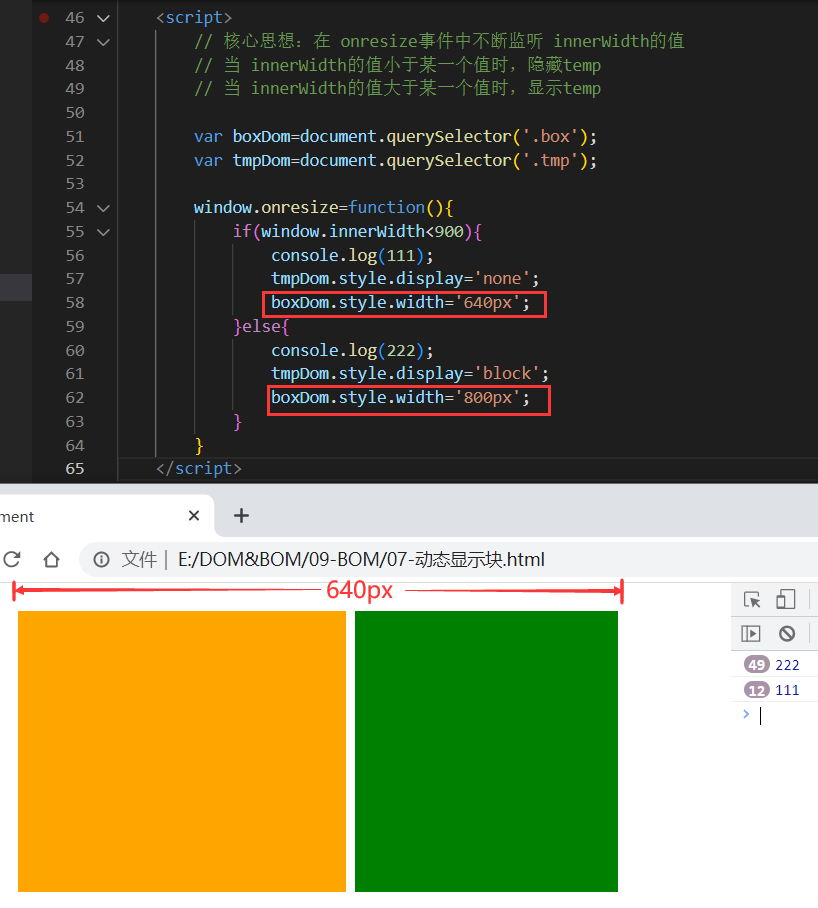 46 <script>
47 // 核心思想：在 onresize事件中不断监听 innerWidth的值
48 // 当 innerWidth的值小于某一个值时，隐藏temp
49 // 当 innerWidth的值大于某一个值时，显示temp
50
51 var boxDom=document.querySelector('.box');
52 var tmpDom=document.querySelector('.tmp');
53
54 window.onresize=function(){
55 if(window.innerWidth<900){
56 console.log(111);
57 tmpDom.style.display='none';
58 boxDom.style.width='640px';
59 }else{
60 console.log(222);
61 tmpDom.style.display='block';
62 boxDom.style.width='800px';
63 }
64 }
65 </script>
ment × +
文件 | E:/DOM&BOM/09-BOM/07-动态显示块.html
640px
49 222
12 111